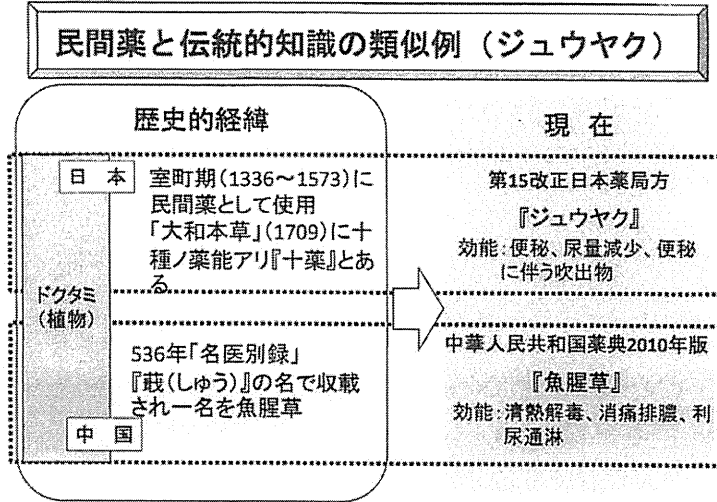 民間薬と伝統的知識の類似例（ジュウヤク）
歴史的経緯
現 在
ドクタミ
（植物）
日 本
室町期（1336～1573）に
民間薬として使用
「大和本草」（1709）に十
種ノ薬能アリ『十薬』とあ
る
第15改正日本薬局方
『ジュウヤク』
効能：便秘、尿量減少、便秘
に伴う吹出物
536年「名医別録」
『蕺（しゅう）』の名で収載
され一名を魚腥草
中 国
中華人民共和国薬典2010年版
『魚腥草』
効能：清熱解毒、消痛排膿、利
尿通淋